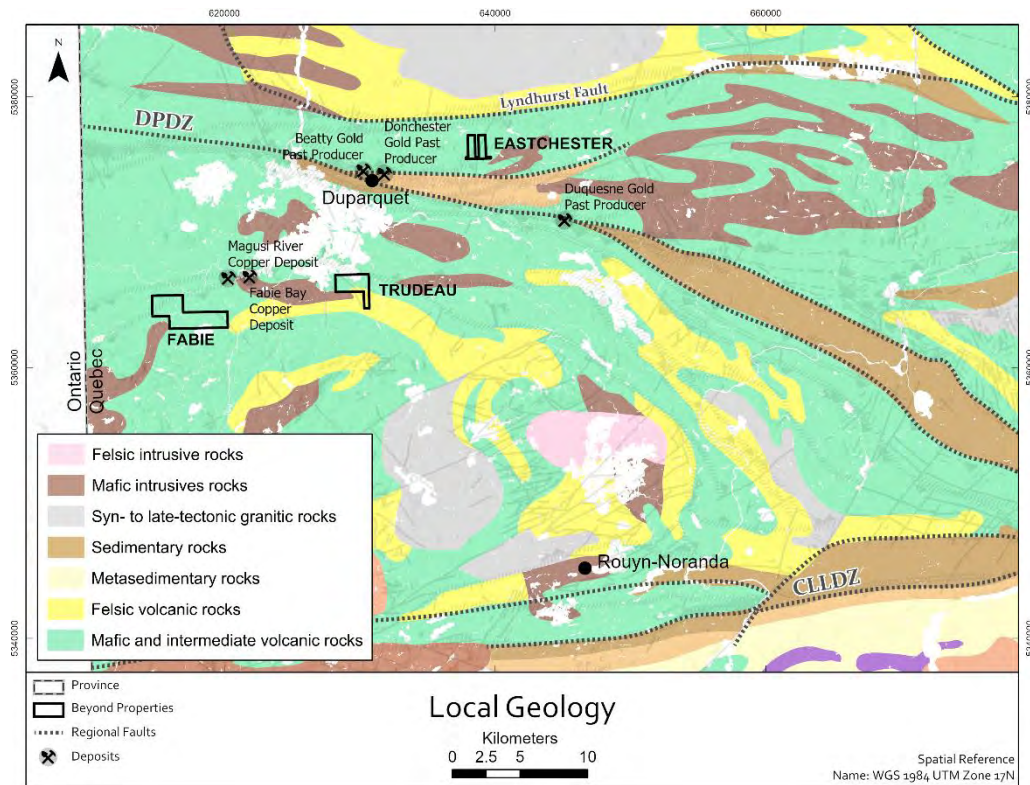 620000
640000
660000
N
5380000
5380000
Lyndhurst Fault
DPDZ
Beatty Gold
Past Producer
Donchester
Gold Past
Producer
EASTCHESTER
Duparquet
Duquesne Gold
Past Producer
Magusi River
Copper Deposit
Fabie Bay
Copper
Deposit
TRUDEAU
FABIE
5360000
5360000
Ontario
Quebec
Felsic intrusive rocks
Mafic intrusives rocks
Syn- to late-tectonic granitic rocks
Sedimentary rocks
Metasedimentary rocks
Felsic volcanic rocks
Mafic and intermediate volcanic rocks
Rouyn-Noranda
CLLDZ
5340000
5340000
Province
Beyond Properties
Regional Faults
Deposits
Local Geology
Kilometers
0 2.5 5 10
Spatial Reference
Name: WGS 1984 UTM Zone 17N